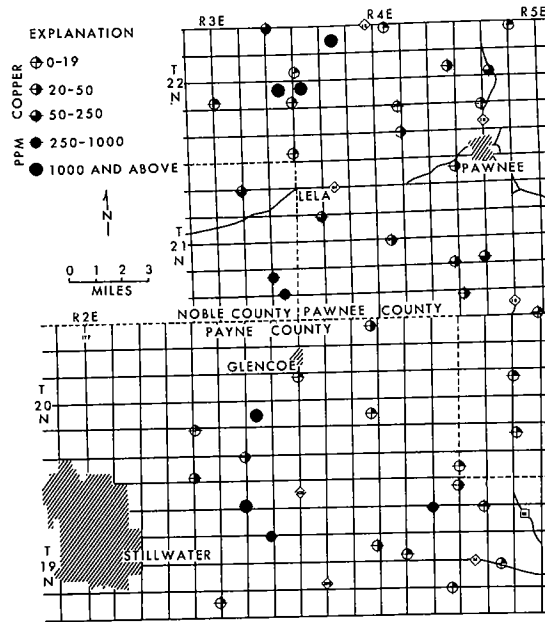 R3E R4E R5E
EXPLANATION
PPM COPPER
0-19
20-50
50-250
250-1000
1000 AND ABOVE
T
22
N
PAWNEE
N
LELA
T
21
N
0 1 2 3
MILES
NOBLE COUNTY PAWNEE COUNTY
R2E
PAYNE COUNTY
GLENCOE
T
20
N
STILLWATER
T
19
N